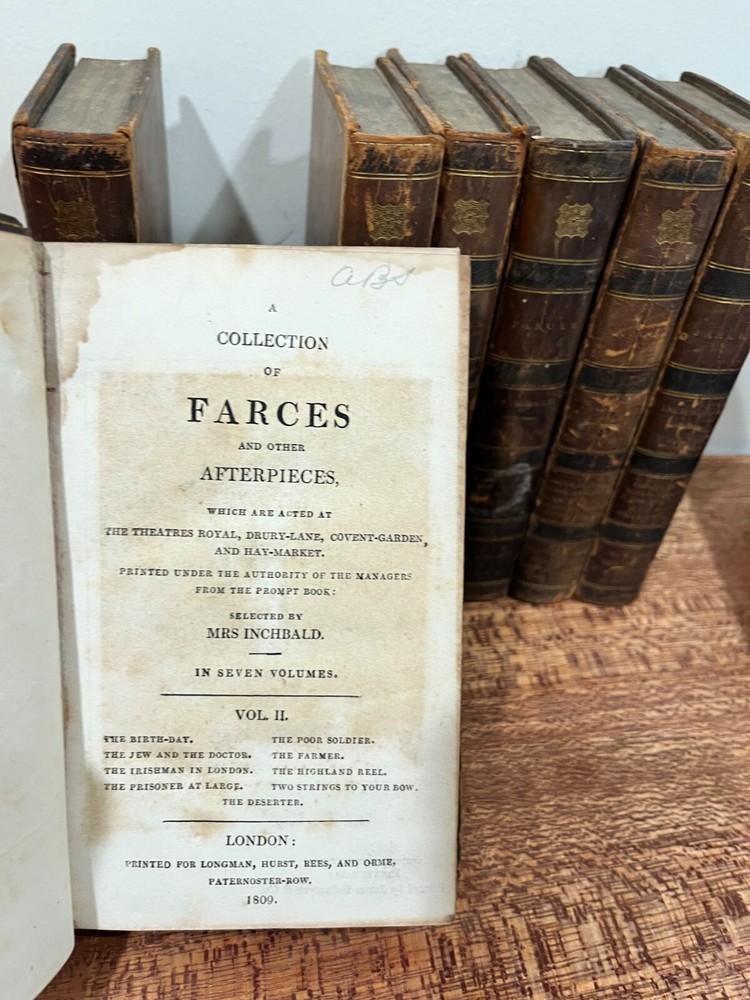 ABS
A
COLLECTION
OF
FARCES
AND OTHER
AFTERPIECES,
WHICH ARE ACTED AT
THE THEATRES ROYAL, DRURY-LANE, COVENT-GARDEN,
AND HAY-MARKET.
PRINTED UNDER THE AUTHORITY OF THE MANAGERS
FROM THE PROMPT BOOK:
SELECTED BY
MRS INCHBALD.
IN SEVEN VOLUMES.
VOL. II.
THE BIRTH-DAY. THE POOR SOLDIER.
THE JEW AND THE DOCTOR. THE FARMER.
THE IRISHMAN IN LONDON. THE HIGHLAND REEL.
THE PRISONER AT LARGE. TWO STRINGS TO YOUR BOW.
THE DESERTER.
LONDON:
PRINTED FOR LONGMAN, HURST, REES, AND ORME,
PATERNOSTER-ROW.
1809.
FARCES